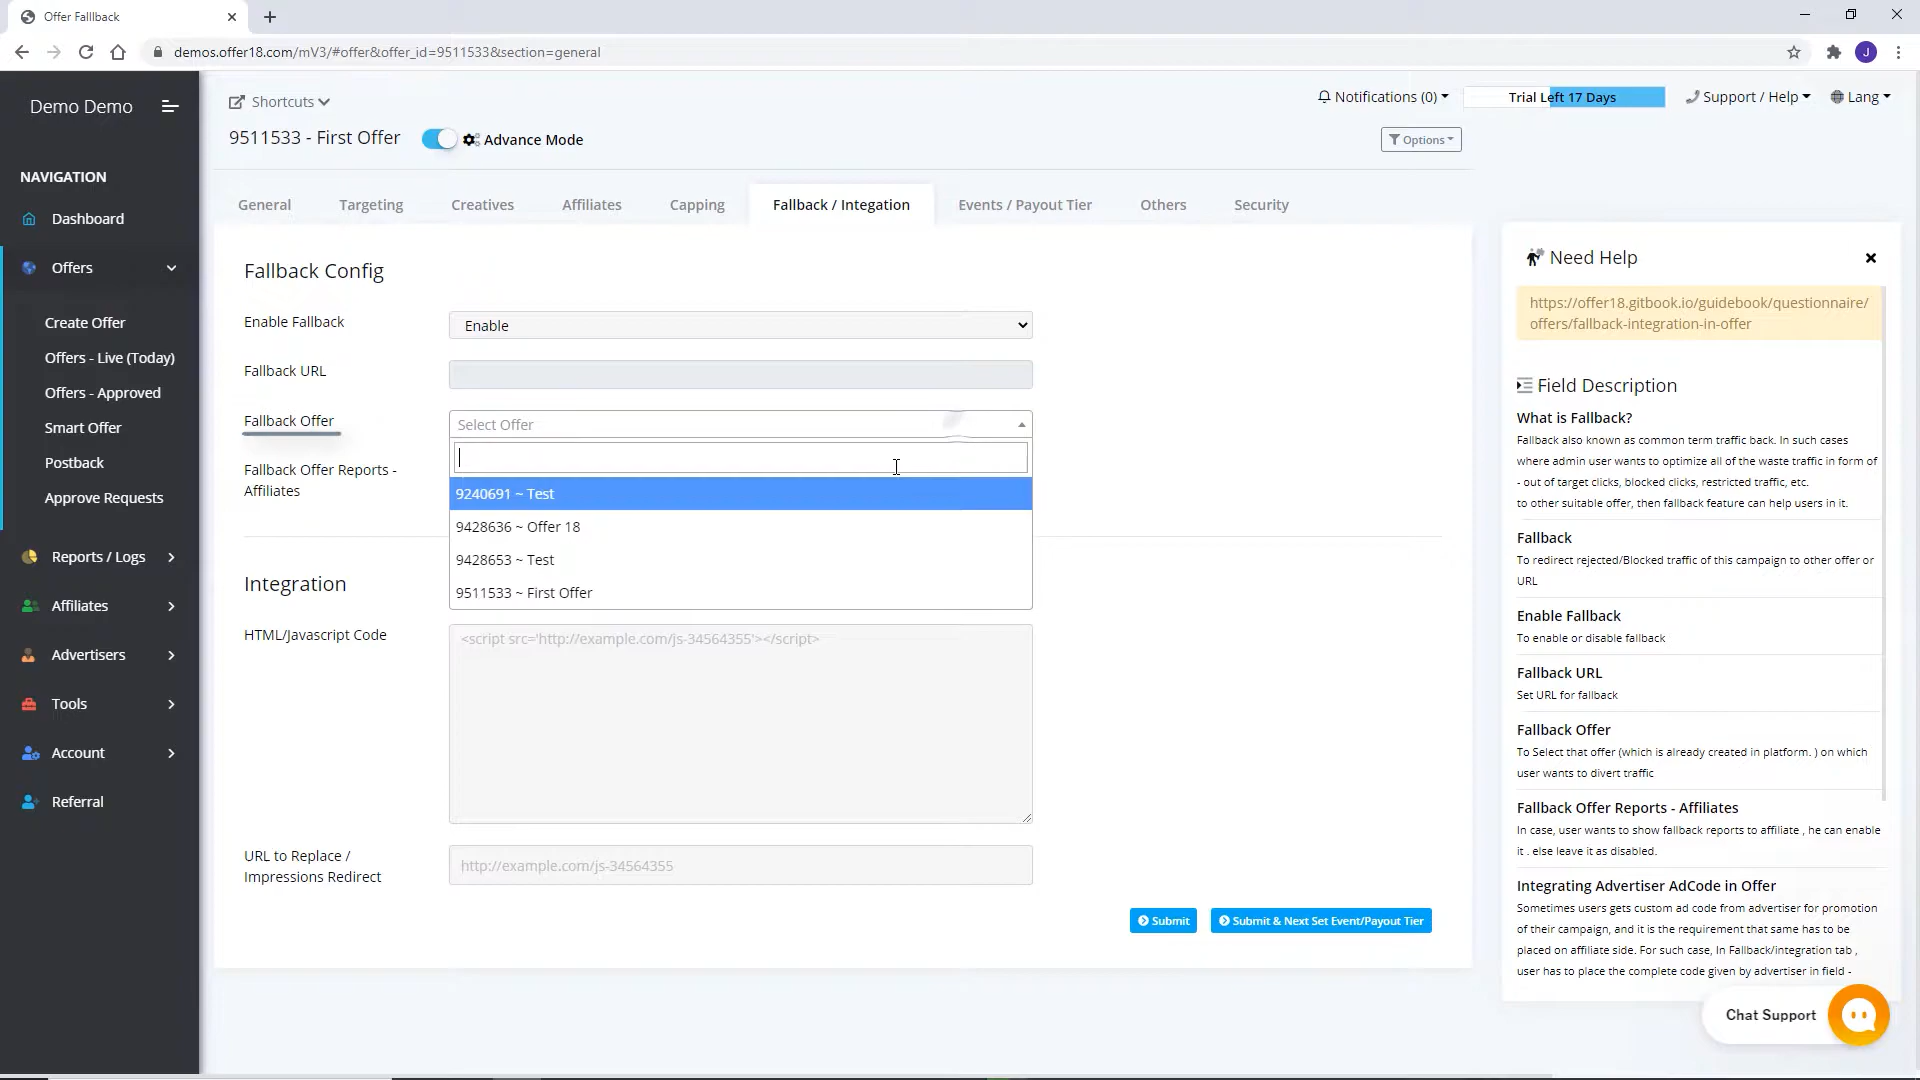 Offer Falllback
demos.offer18.com/mV3/#offer&offer_id=9511533&section=general
J
Demo Demo
Shortcuts
Notifications (0)
Trial Left 17 Days
Support / Help
Lang
9511533 - First Offer
Advance Mode
Options
NAVIGATION
Dashboard
Offers
Create Offer
Offers - Live (Today)
Offers - Approved
Smart Offer
Postback
Approve Requests
Reports / Logs
Affiliates
Advertisers
Tools
Account
Referral
General
Targeting
Creatives
Affiliates
Capping
Fallback / Integation
Events / Payout Tier
Others
Security
Fallback Config
Enable Fallback
Enable
Fallback URL
Fallback Offer
Select Offer
9240691 ~ Test
9428636 ~ Offer 18
9428653 ~ Test
9511533 ~ First Offer
Fallback Offer Reports -
Affiliates
Integration
HTML/Javascript Code
<script src='http://example.com/js-34564355'></script>
URL to Replace /
Impressions Redirect
http://example.com/js-34564355
Submit
Submit & Next Set Event/Payout Tier
Need Help
https://offer18.gitbook.io/guidebook/questionnaire/
offers/fallback-integration-in-offer
Field Description
What is Fallback?
Fallback also known as common term traffic back. In such cases
where admin user wants to optimize all of the waste traffic in form of
- out of target clicks, blocked clicks, restricted traffic, etc.
to other suitable offer, then fallback feature can help users in it.
Fallback
To redirect rejected/Blocked traffic of this campaign to other offer or
URL
Enable Fallback
To enable or disable fallback
Fallback URL
Set URL for fallback
Fallback Offer
To Select that offer (which is already created in platform. ) on which
user wants to divert traffic
Fallback Offer Reports - Affiliates
In case, user wants to show fallback reports to affiliate , he can enable
it . else leave it as disabled.
Integrating Advertiser AdCode in Offer
Sometimes users gets custom ad code from advertiser for promotion
of their campaign, and it is the requirement that same has to be
placed on affiliate side. For such case, In Fallback/integration tab ,
user has to place the complete code given by advertiser in field -
Chat Support